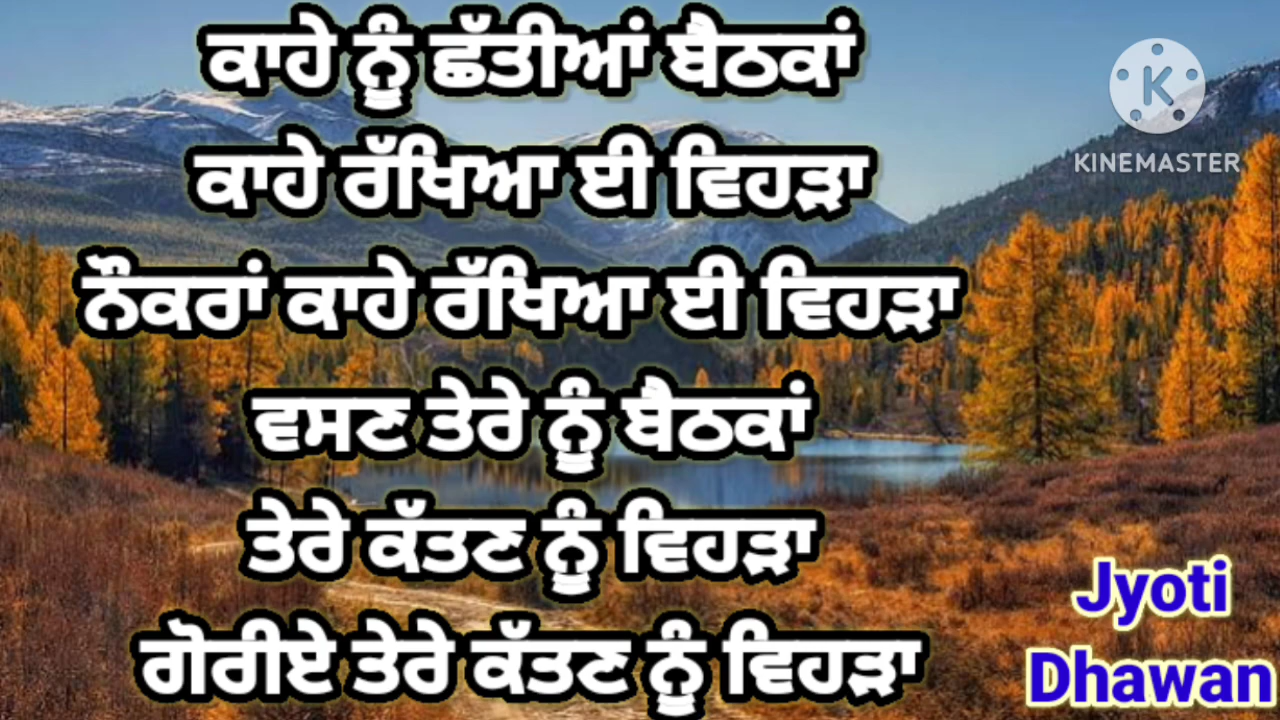 ਕਾਹੇ ਨੂੰ ਛੱਤੀਆਂ ਬੈਠਕਾਂ
ਕਾਹੇ ਰੱਖਿਆ ਈ ਵਿਹੜਾ
ਨੌਕਰਾਂ ਕਾਹੇ ਰੱਖਿਆ ਈ ਵਿਹੜਾ
ਵਸਣ ਤੇਰੇ ਨੂੰ ਬੈਠਕਾਂ
ਤੇਰੇ ਕੱਤਣ ਨੂੰ ਵਿਹੜਾ
ਗੋਰੀਏ ਤੇਰੇ ਕੱਤਣ ਨੂੰ ਵਿਹੜਾ
K
KINEMASTER
Jyoti
Dhawan